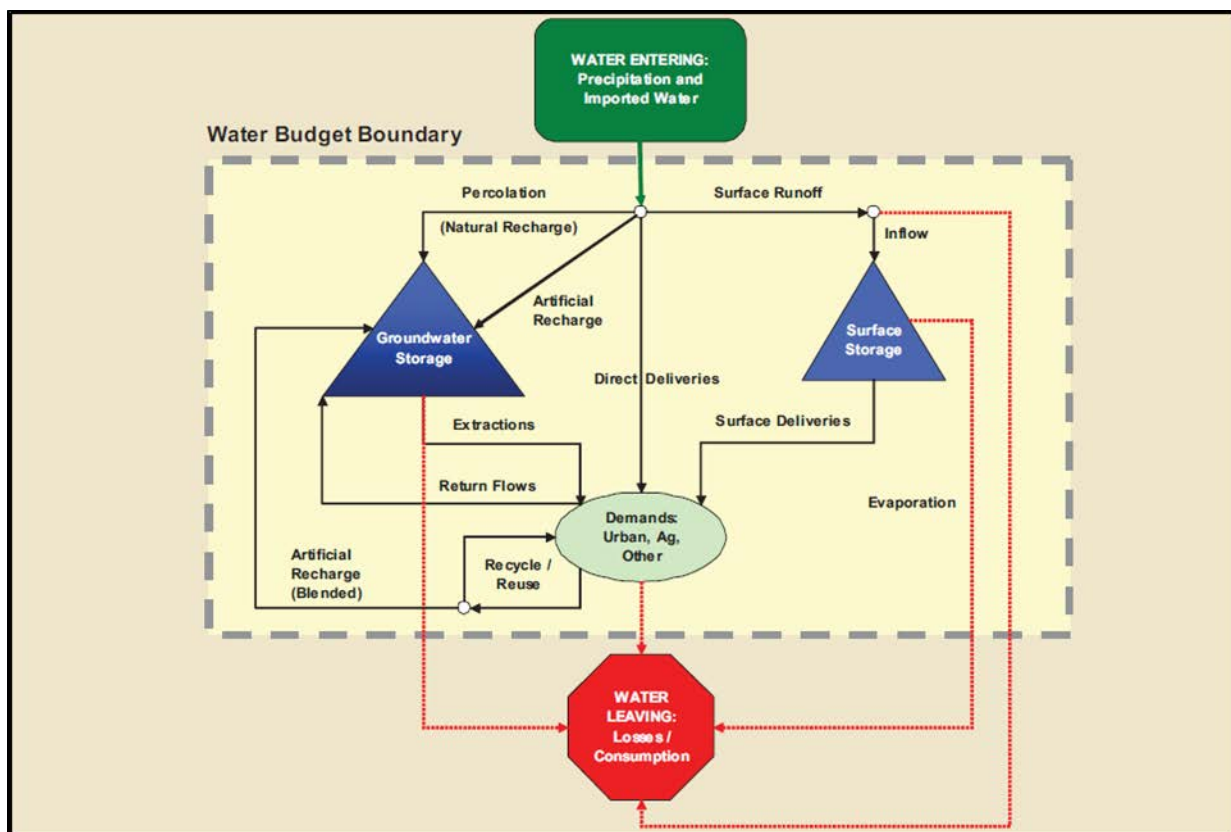 WATER ENTERING:
Precipitation and
Imported Water
Water Budget Boundary
Percolation
Surface Runoff
(Natural Recharge)
Inflow
Artificial
Recharge
Groundwater
Storage
Surface
Storage
Direct Deliveries
Extractions
Surface Deliveries
Return Flows
Evaporation
Demands:
Urban, Ag,
Other
Artificial
Recharge
(Blended)
Recycle /
Reuse
WATER
LEAVING:
Losses /
Consumption